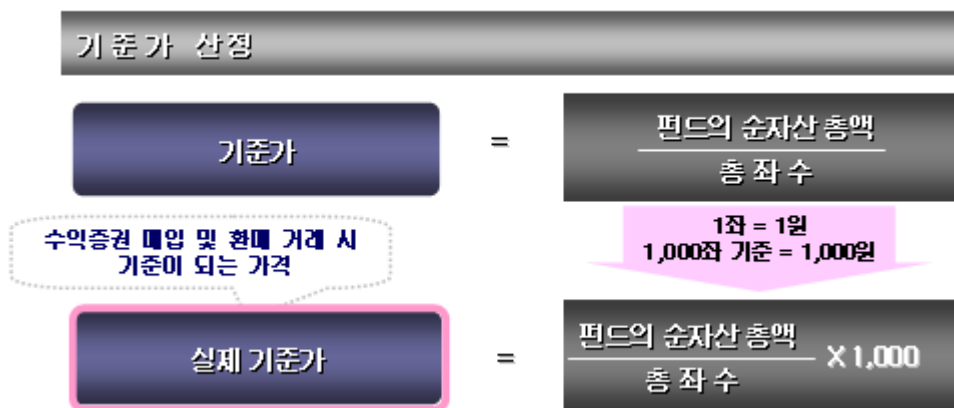 기준가 산정
기준가
=
펀드의 순자산 총액
총 좌 수
수익증권 매입 및 환매 거래 시
기준이 되는 가격
1좌 = 1원
1,000좌 기준 = 1,000원
실제 기준가
=
펀드의 순자산 총액
총 좌 수
X 1,000